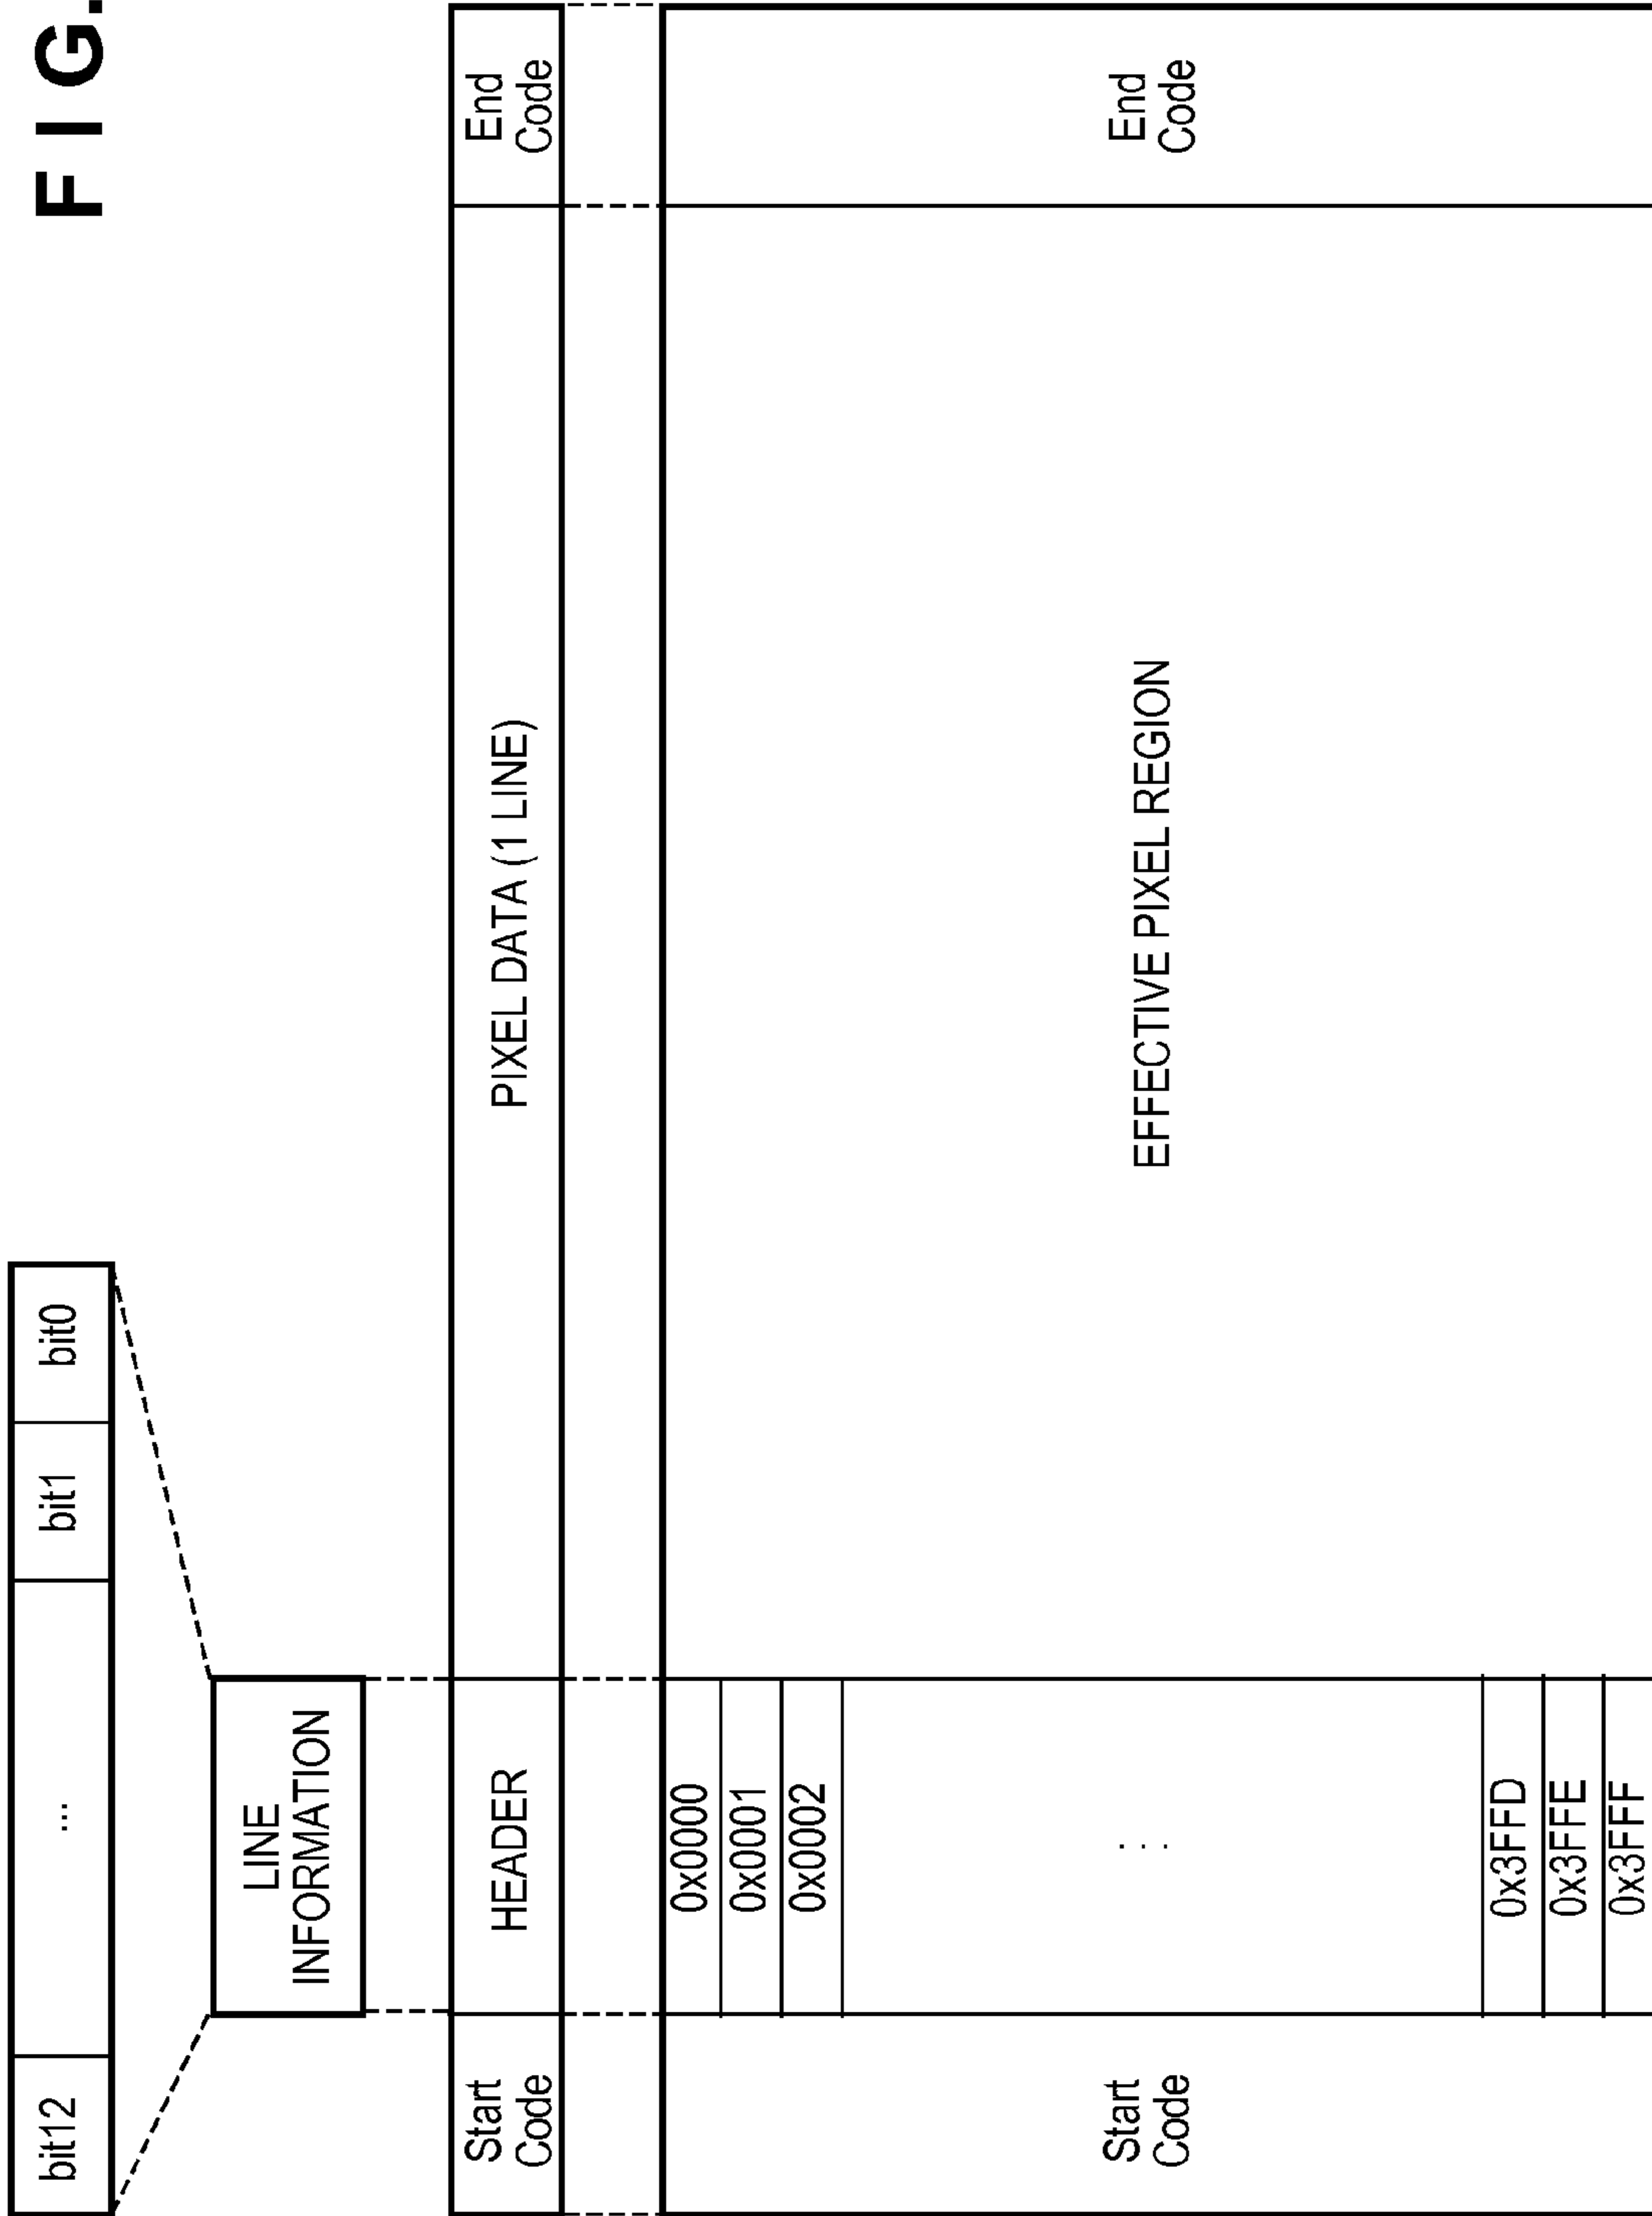 F I G.
bit12
...
bit1
bit0
LINE
INFORMATION
Start
Code
HEADER
PIXEL DATA (1 LINE)
End
Code
0x0000
0x0001
0x0002
. . .
0x3FFD
0x3FFE
0x3FFF
Start
Code
EFFECTIVE PIXEL REGION
End
Code